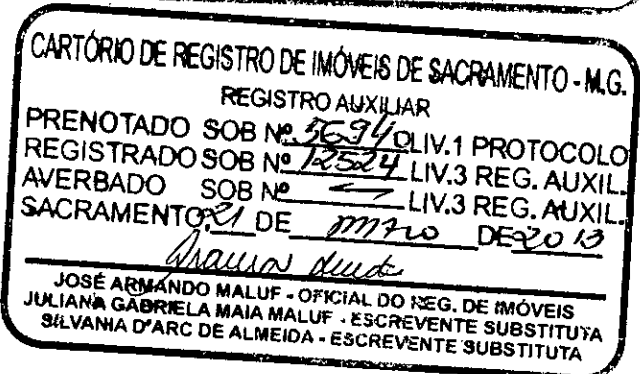 CARTÓRIO DE REGISTRO DE IMÓVEIS DE SACRAMENTO - M.G.
REGISTRO AUXILIAR
PRENOTADO SOB Nº LIV.1 PROTOCOLO
REGISTRADO SOB Nº 12524 LIV.3 REG. AUXIL.
AVERBADO SOB Nº LIV.3 REG. AUXIL.
SACRAMENTO 21 DE DE 2013
JOSÉ ARMANDO MALUF - OFICIAL DO REG. DE IMÓVEIS
JULIANA GABRIELA MAIA MALUF - ESCREVENTE SUBSTITUTA
SILVANIA D'ARC DE ALMEIDA - ESCREVENTE SUBSTITUTA